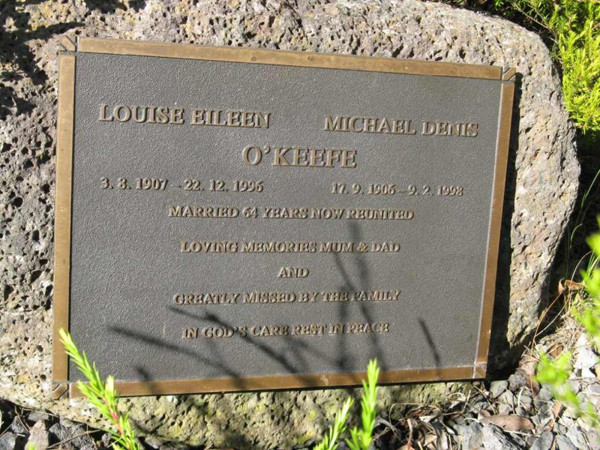 LOUISE EILEEN MICHAEL DENIS
O'KEEFE
3. 8. 1907 - 22. 12. 1996 17. 9. 1906 - 9. 2. 1998
MARRIED 64 YEARS NOW REUNITED
LOVING MEMORIES MUM & DAD
AND
GREATLY MISSED BY THE FAMILY
IN GOD'S CARE REST IN PEACE